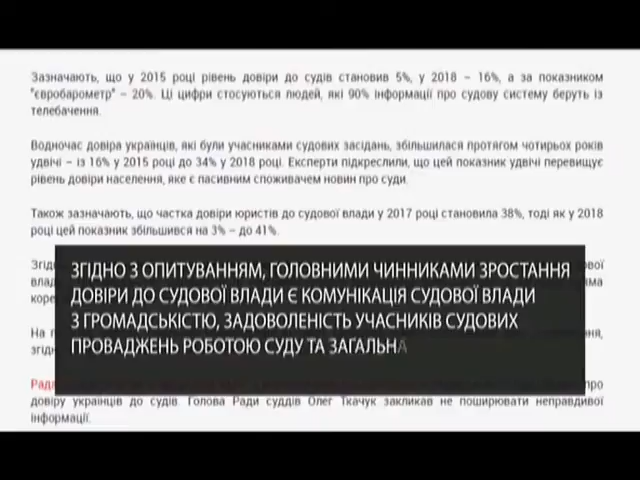 Зазначають, що у 2015 році рівень довіри до судів становив 5%, у 2018 – 16%, а за показником
"євробарометр" – 20%. Ці цифри стосуються людей, які 90% інформації про судову систему беруть із
телебачення.
Водночас довіра українців, які були учасниками судових засідань, збільшилася протягом чотирьох років
удвічі – із 16% у 2015 році до 34% у 2018 році. Експерти підкреслили, що цей показник удвічі перевищує
рівень довіри населення, яке є пасивним споживачем новин про суди.
Також зазначають, що частка довіри юристів до судової влади у 2017 році становила 38%, тоді як у 2018
році цей показник збільшився на 3% – до 41%.
ЗГІДНО З ОПИТУВАННЯМ, ГОЛОВНИМИ ЧИННИКАМИ ЗРОСТАННЯ
ДОВІРИ ДО СУДОВОЇ ВЛАДИ Є КОМУНІКАЦІЯ СУДОВОЇ ВЛАДИ
З ГРОМАДСЬКІСТЮ, ЗАДОВОЛЕНІСТЬ УЧАСНИКІВ СУДОВИХ
ПРОВАДЖЕНЬ РОБОТОЮ СУДУ ТА ЗАГАЛЬНА
про
довіру українців до судів. Голова Ради суддів Олег Ткачук закликав не поширювати неправдивої
інформації.